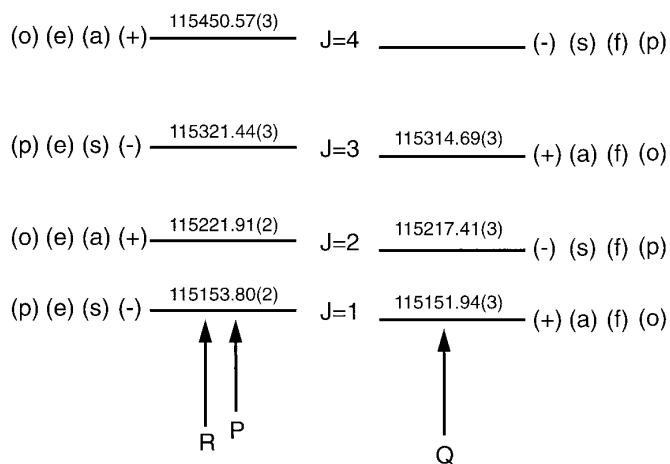 115450.57(3)
(o) (e) (a) (+) J=4 (-) (s) (f) (p)
115321.44(3) 115314.69(3)
(p) (e) (s) (-) J=3 (+) (a) (f) (o)
115221.91(2) 115217.41(3)
(o) (e) (a) (+) J=2 (-) (s) (f) (p)
115153.80(2) 115151.94(3)
(p) (e) (s) (-) J=1 (+) (a) (f) (o)
R P Q